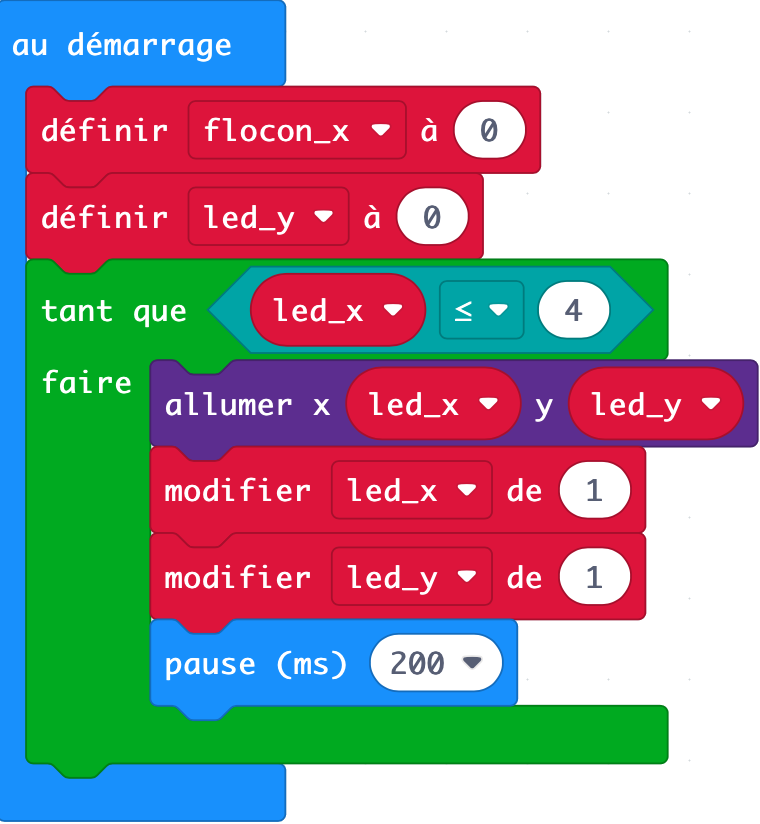 au démarrage
définir flocon_x à 0
définir led_y à 0
tant que led_x ≤ 4
faire
allumer x led_x y led_y
modifier led_x de 1
modifier led_y de 1
pause (ms) 200